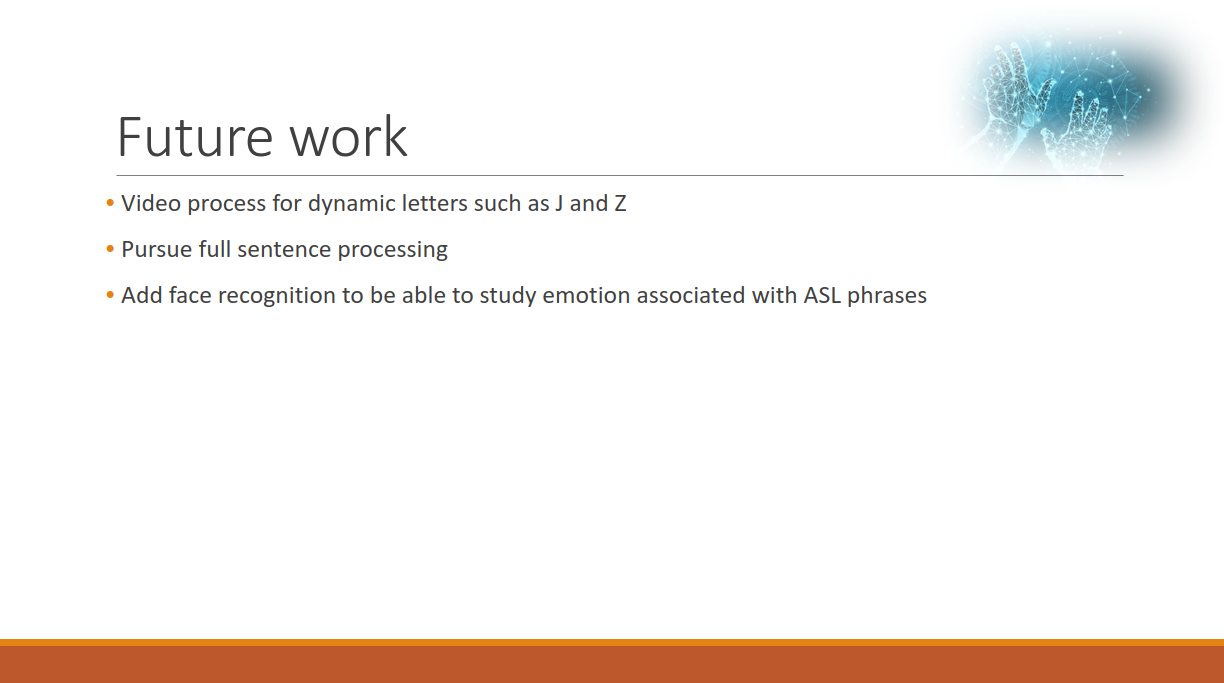 Future work
• Video process for dynamic letters such as J and Z
• Pursue full sentence processing
• Add face recognition to be able to study emotion associated with ASL phrases